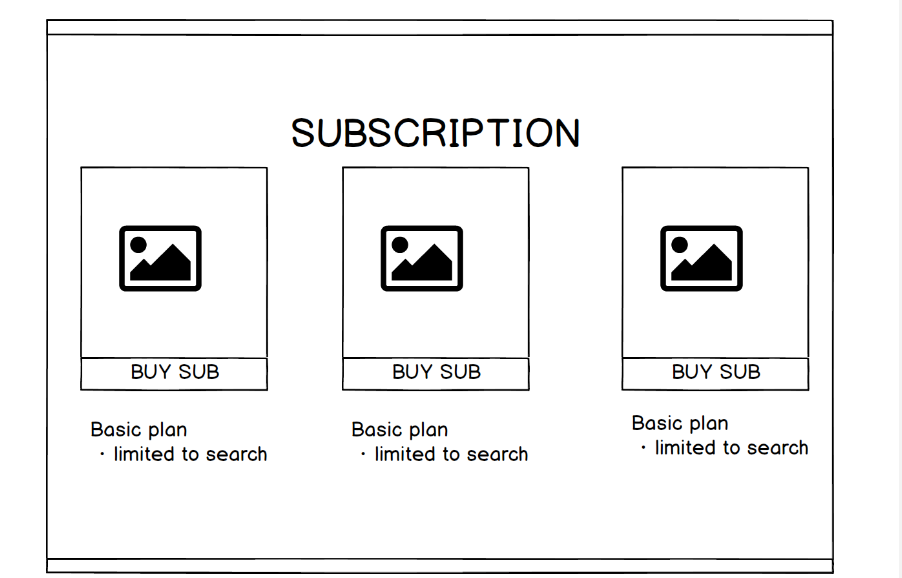 SUBSCRIPTION
BUY SUB
BUY SUB
BUY SUB
Basic plan
· limited to search
Basic plan
· limited to search
Basic plan
· limited to search